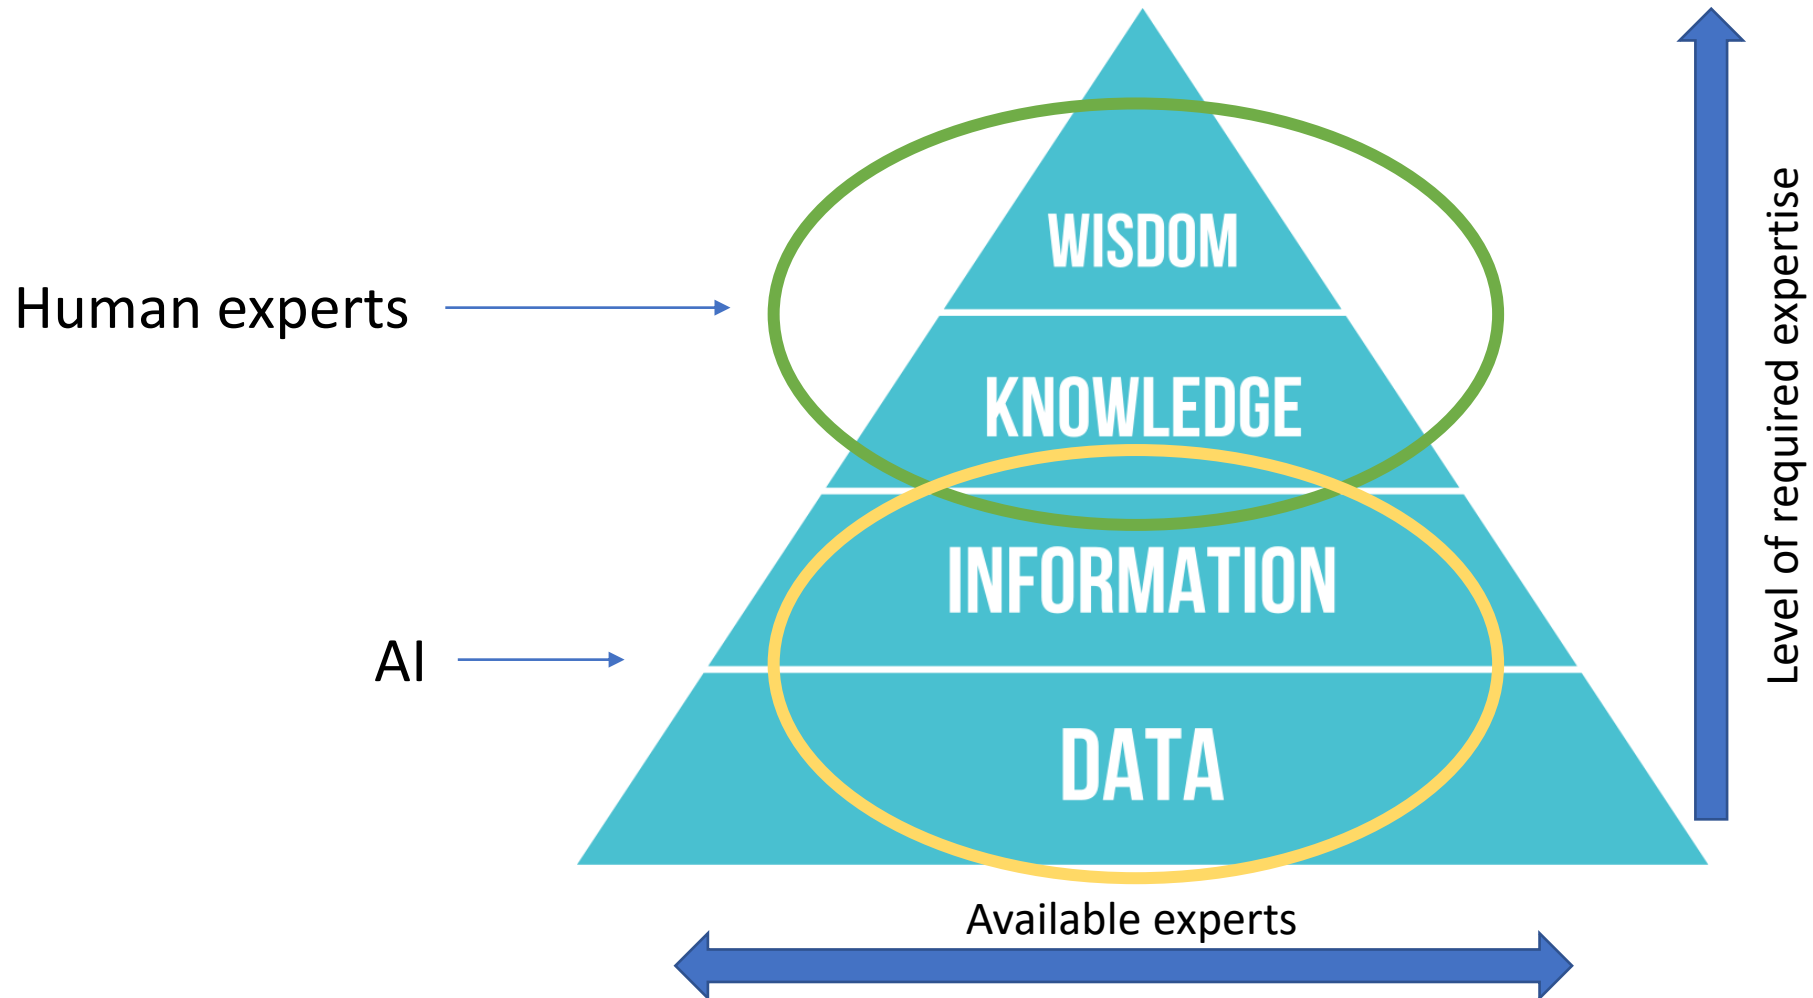 WISDOM
Human experts
KNOWLEDGE
INFORMATION
AI
DATA
Available experts
Level of required expertise